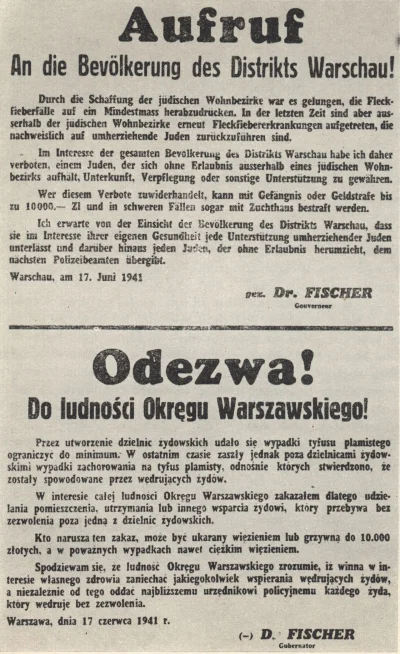 Aufruf
An die Bevölkerung des Distrikts Warschau!
Durch die Schaffung der jüdischen Wohnbezirke war es gelungen, die Fleck-
fieberfälle auf ein Mindestmass herabzudrücken. In der letzten Zeit sind aber aus-
serhalb der jüdischen Wohnbezirke erneut Fleckfiebererkrankungen aufgetreten, die
nachweislich auf umherziehende Juden zurückzuführen sind.
Im Interesse der gesamten Bevölkerung des Distrikts Warschau habe ich daher
verboten, einem Juden, der sich ohne Erlaubnis ausserhalb eines jüdischen Wohn-
bezirks aufhält, Unterkunft, Verpflegung oder sonstige Unterstützung zu gewähren.
Wer diesem Verbote zuwiderhandelt, kann mit Gefängnis oder Geldstrafe bis
zu 10000.— Zl und in schweren Fällen sogar mit Zuchthaus bestraft werden.
Ich erwarte von der Einsicht der Bevölkerung des Distrikts Warschau, dass
sie im Interesse ihrer eigenen Gesundheit jede Unterstützung umherziehender Juden
unterlässt und darüber hinaus jeden Juden, der ohne Erlaubnis herumzieht, dem
nächsten Polizeibeamten übergibt.
Warschau, am 17. Juni 1941
gez. Dr. FISCHER
Gouverneur
Odezwa!
Do ludności Okręgu Warszawskiego!
Przez utworzenie dzielnic żydowskich udało się wypadki tyfusu plamistego
ograniczyć do minimum. W ostatnim czasie zaszły jednak poza dzielnicami żydow-
skimi wypadki zachorowania na tyfus plamisty, odnośnie których stwierdzono, że
zostały spowodowane przez wędrujących żydów.
W interesie całej ludności Okręgu Warszawskiego zakazałem dlatego udzie-
lania pomieszczenia, utrzymania lub innego wsparcia żydowi, który przebywa bez
zezwolenia poza jedną z dzielnic żydowskich.
Kto narusza ten zakaz, może być ukarany więzieniem lub grzywną do 10.000
złotych, a w poważnych wypadkach nawet ciężkim więzieniem.
Spodziewam się, że ludność Okręgu Warszawskiego zrozumie, iż winna w in-
teresie własnego zdrowia zaniechać jakiegokolwiek wspierania wędrujących żydów,
a niezależnie od tego oddać najbliższemu urzędnikowi policyjnemu każdego żyda,
który wędruje bez zezwolenia.
Warszawa, dnia 17 czerwca 1941 r.
(-) D. FISCHER
Gubernator